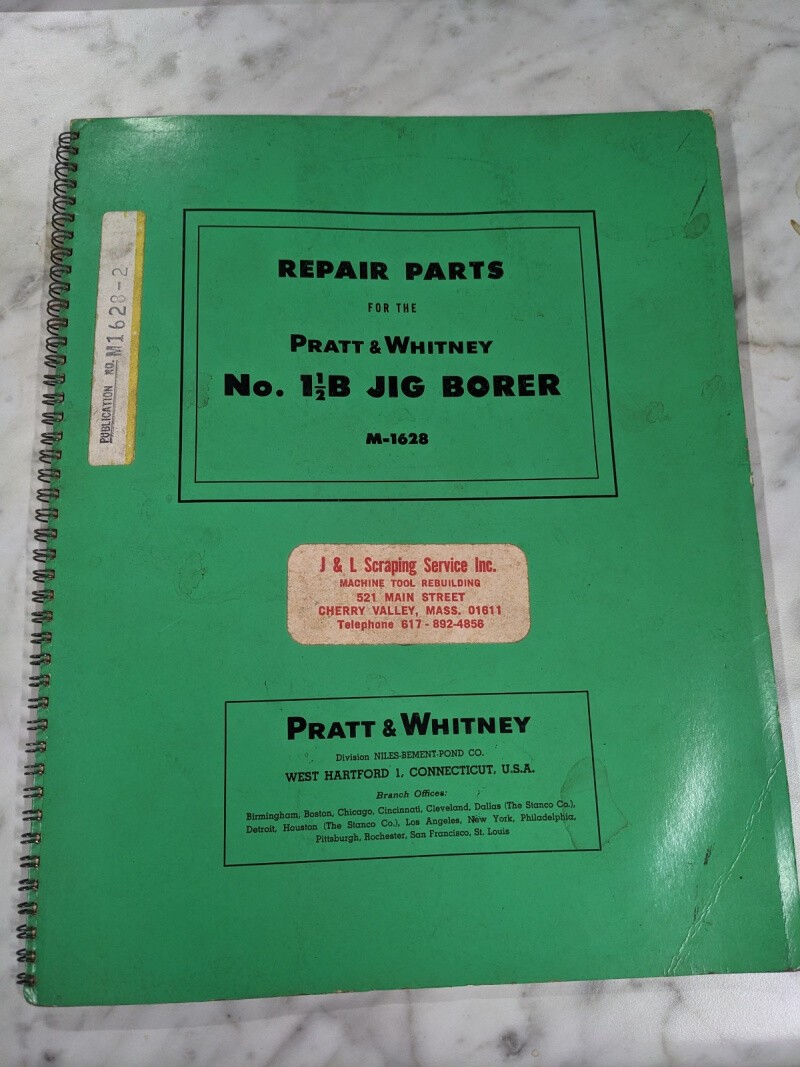 REPAIR PARTS
FOR THE
PRATT & WHITNEY
No. 1½B JIG BORER
M-1628
PUBLICATION NO. M1628-2
J & L Scraping Service Inc.
MACHINE TOOL REBUILDING
521 MAIN STREET
CHERRY VALLEY, MASS. 01611
Telephone 617-892-4856
PRATT & WHITNEY
Division NILES-BEMENT-POND CO.
WEST HARTFORD 1, CONNECTICUT, U.S.A.
Branch Offices:
Birmingham, Boston, Chicago, Cincinnati, Cleveland, Dallas (The Stanco Co.),
Detroit, Houston (The Stanco Co.), Los Angeles, New York, Philadelphia,
Pittsburgh, Rochester, San Francisco, St. Louis